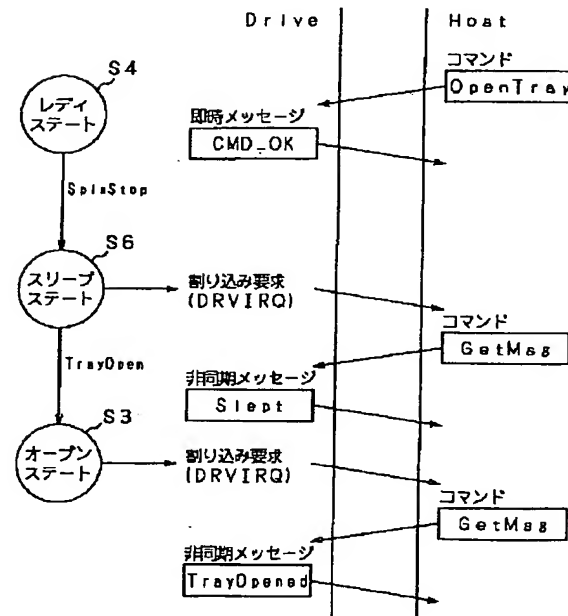 Drive Host
S4
コマンド
レディ
ステート
OpenTray
即時メッセージ
CMD_OK
SpinStop
S6
スリープ
ステート
割り込み要求
(DRVIRQ)
コマンド
GetMsg
TrayOpen
非同期メッセージ
Slept
S3
オープン
ステート
割り込み要求
(DRVIRQ)
コマンド
GetMsg
非同期メッセージ
TrayOpened